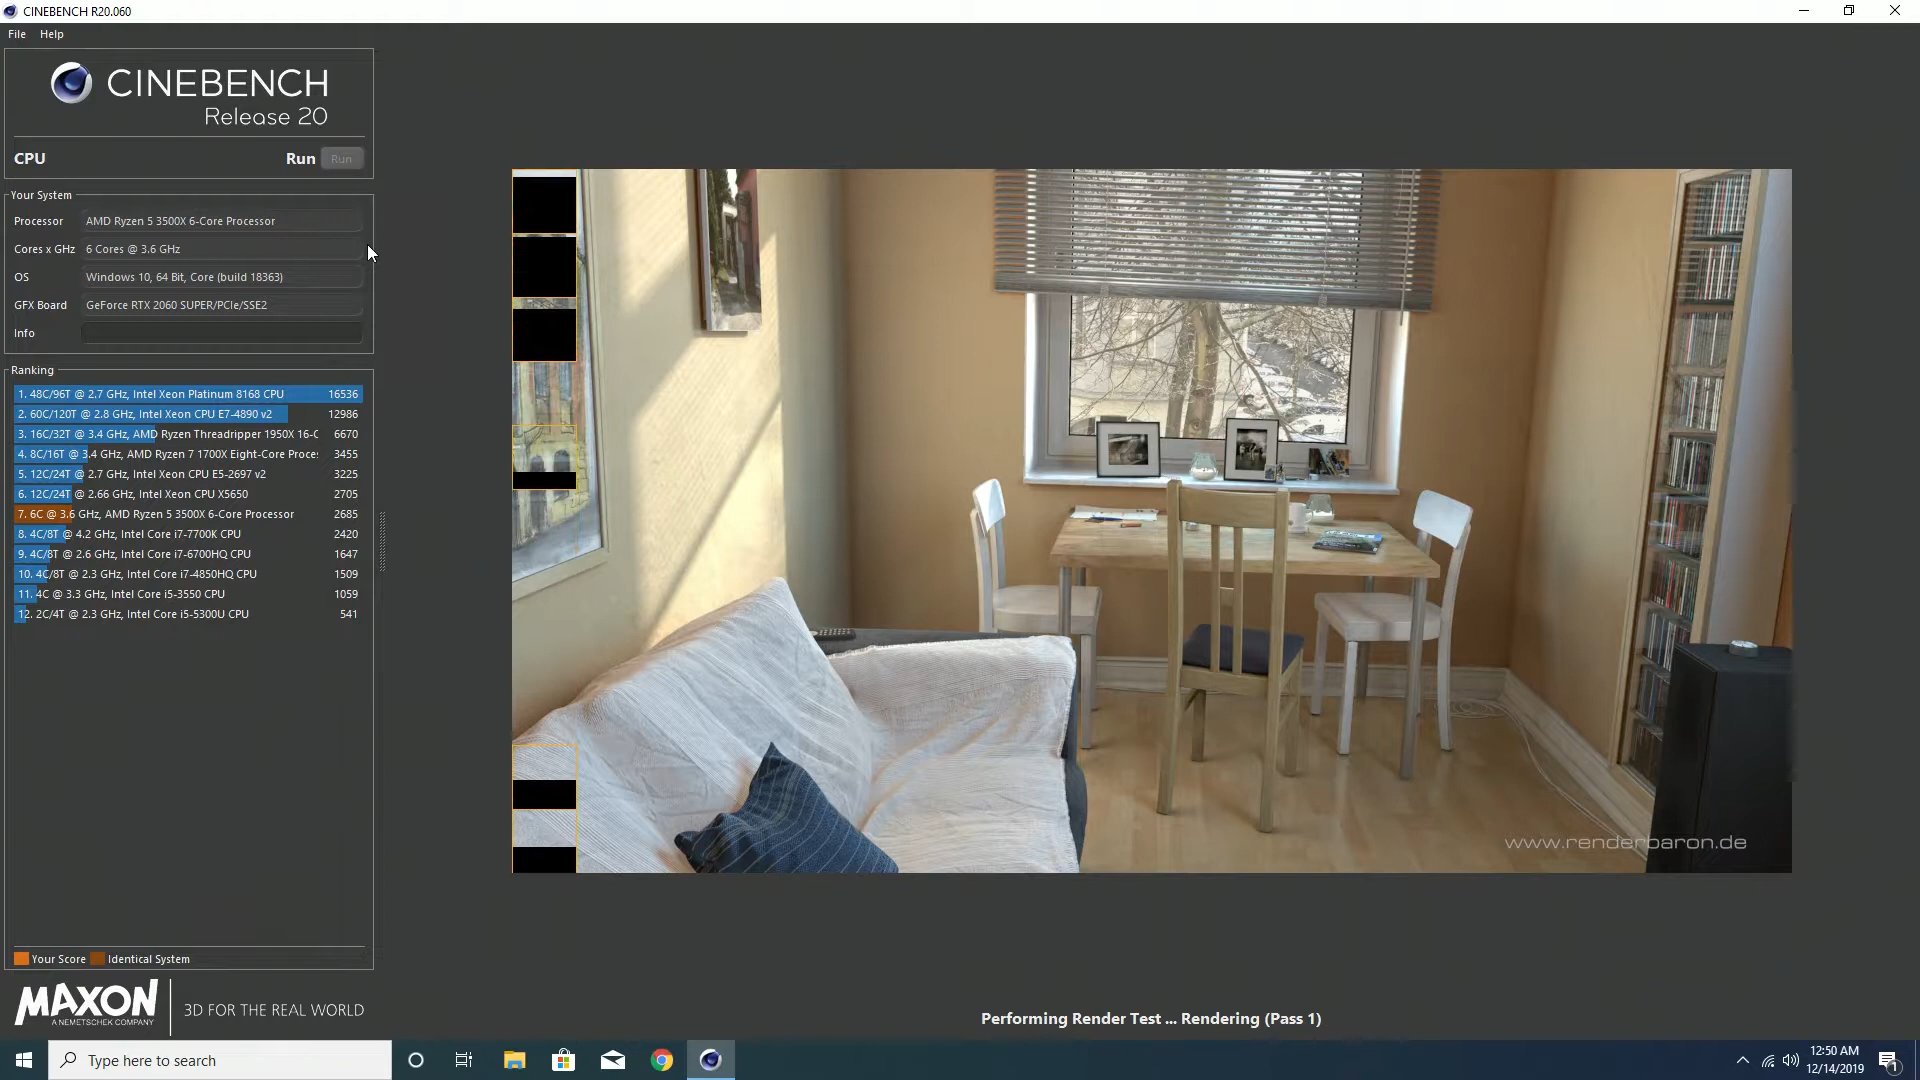 CINEBENCH R20.060
File Help
CINEBENCH
Release 20
CPU Run Run
Your System
Processor AMD Ryzen 5 3500X 6-Core Processor
Cores x GHz 6 Cores @ 3.6 GHz
OS Windows 10, 64 Bit, Core (build 18363)
GFX Board GeForce RTX 2060 SUPER/PCIe/SSE2
Info
Ranking
1. 48C/96T @ 2.7 GHz, Intel Xeon Platinum 8168 CPU 16536
2. 60C/120T @ 2.8 GHz, Intel Xeon CPU E7-4890 v2 12986
3. 16C/32T @ 3.4 GHz, AMD Ryzen Threadripper 1950X 16-C 6670
4. 8C/16T @ 3.4 GHz, AMD Ryzen 7 1700X Eight-Core Proces 3455
5. 12C/24T @ 2.7 GHz, Intel Xeon CPU E5-2697 v2 3225
6. 12C/24T @ 2.66 GHz, Intel Xeon CPU X5650 2705
7. 6C @ 3.6 GHz, AMD Ryzen 5 3500X 6-Core Processor 2685
8. 4C/8T @ 4.2 GHz, Intel Core i7-7700K CPU 2420
9. 4C/8T @ 2.6 GHz, Intel Core i7-6700HQ CPU 1647
10. 4C/8T @ 2.3 GHz, Intel Core i7-4850HQ CPU 1509
11. 4C @ 3.3 GHz, Intel Core i5-3550 CPU 1059
12. 2C/4T @ 2.3 GHz, Intel Core i5-5300U CPU 541
www.renderbaron.de
Your Score Identical System
MAXON
A NEMETSCHEK COMPANY
3D FOR THE REAL WORLD
Performing Render Test ... Rendering (Pass 1)
Type here to search
12:50 AM
12/14/2019
1